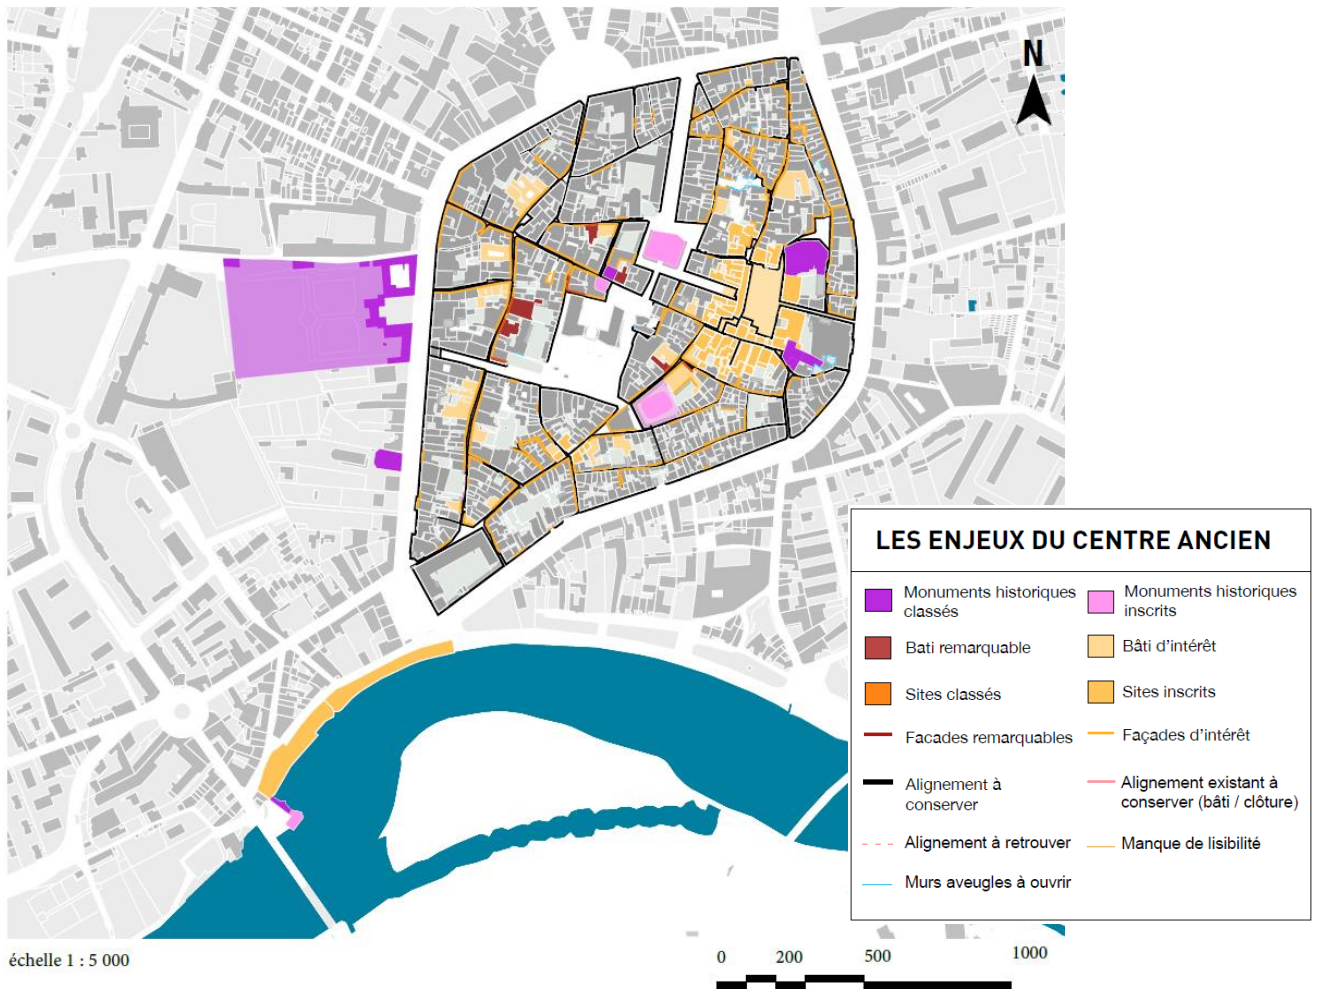 N
LES ENJEUX DU CENTRE ANCIEN
Monuments historiques
classés
Monuments historiques
inscrits
Bati remarquable
Bâti d'intérêt
Sites classés
Sites inscrits
Facades remarquables
Façades d'intérêt
Alignement à
conserver
Alignement existant à
conserver (bâti / clôture)
Alignement à retrouver
Manque de lisibilité
Murs aveugles à ouvrir
échelle 1 : 5 000
0 200 500 1000